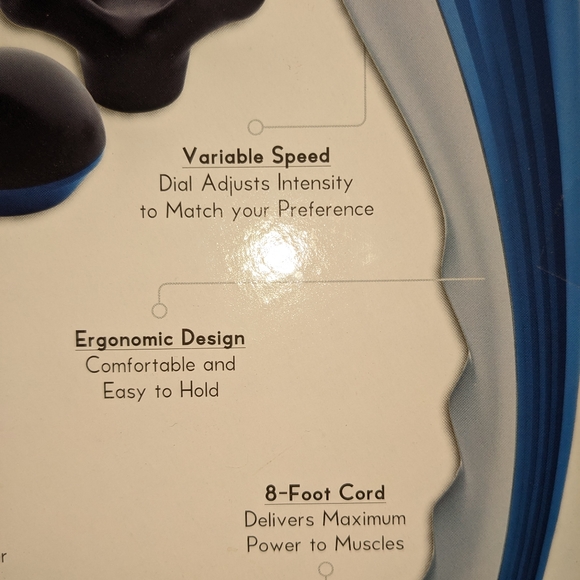 Variable Speed
Dial Adjusts Intensity
to Match your Preference
Ergonomic Design
Comfortable and
Easy to Hold
8-Foot Cord
Delivers Maximum
Power to Muscles